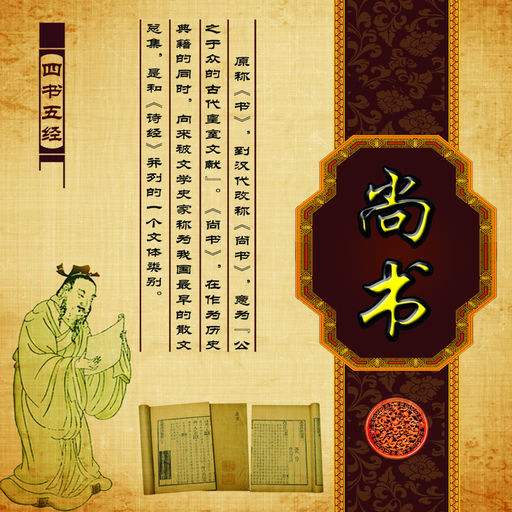 尚书
原称《书》，到汉代改称《尚书》，意为『公
之于众的古代皇室文献』。《尚书》，在作为历史
典籍的同时，向来被文学史家称为我国最早的散文
总集，是和《诗经》并列的一个文体类别。
四书五经